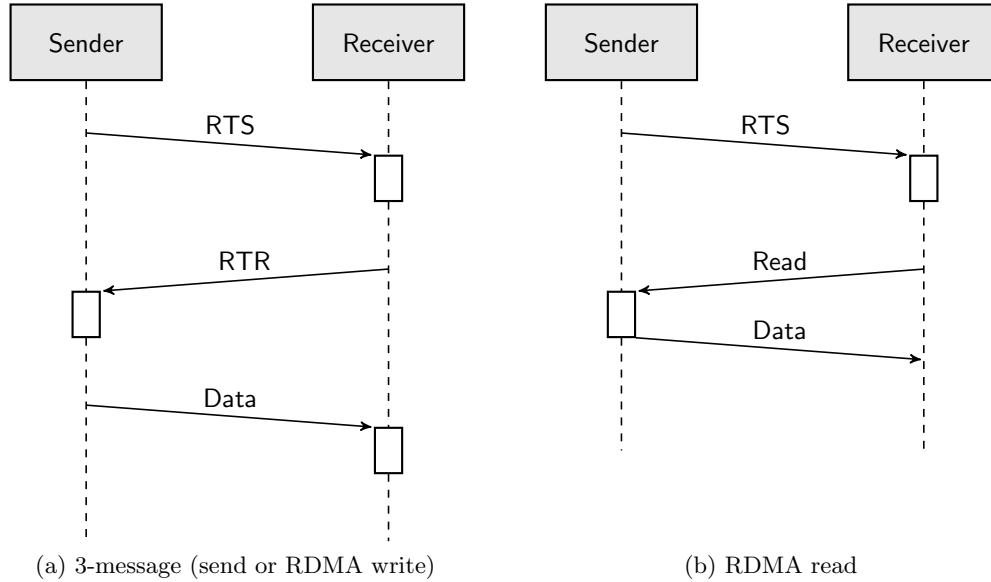 Sender
Receiver
RTS
RTR
Data
(a) 3-message (send or RDMA write)
Sender
Receiver
RTS
Read
Data
(b) RDMA read